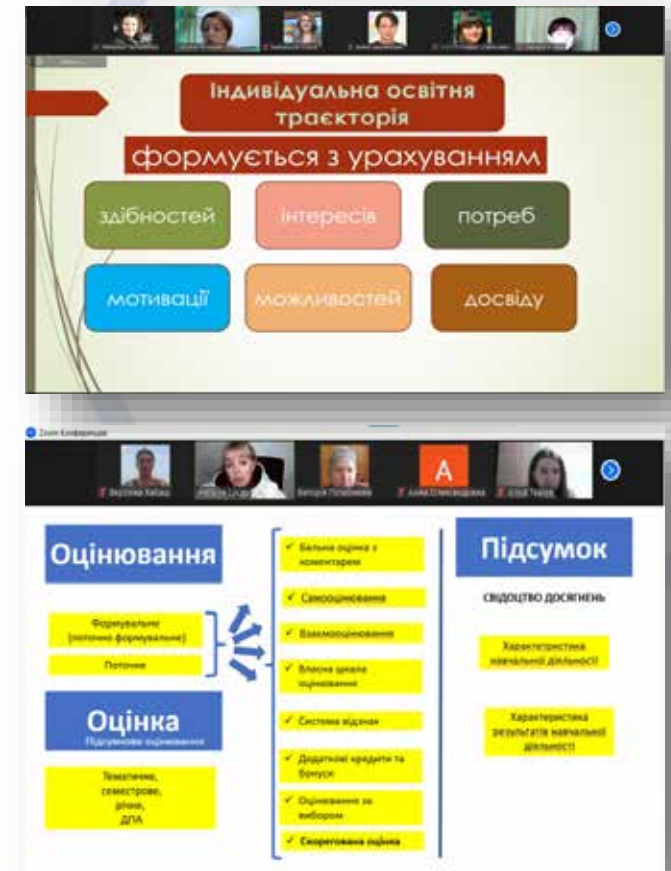 Індивідуальна освітня
траєкторія
формується з урахуванням
здібностей
інтересів
потреб
мотивації
можливостей
досвіду
Zoom Конференция
А
Оцінювання
Формувальне
(поточно формувальне)
Поточне
Оцінка
Підсумкове оцінювання
Тематичне,
семестрове,
річне,
ДПА
✓ Бальна оцінка з
коментарем
✓ Самооцінювання
✓ Взаємооцінювання
✓ Власна шкала
оцінювання
✓ Система відзнак
✓ Додаткові кредити та
бонуси
✓ Оцінювання за
вибором
✓ Скорегована оцінка
Підсумок
СВІДОЦТВО ДОСЯГНЕНЬ
Характеристика
навчальної діяльності
Характеристика
результатів навчальної
діяльності